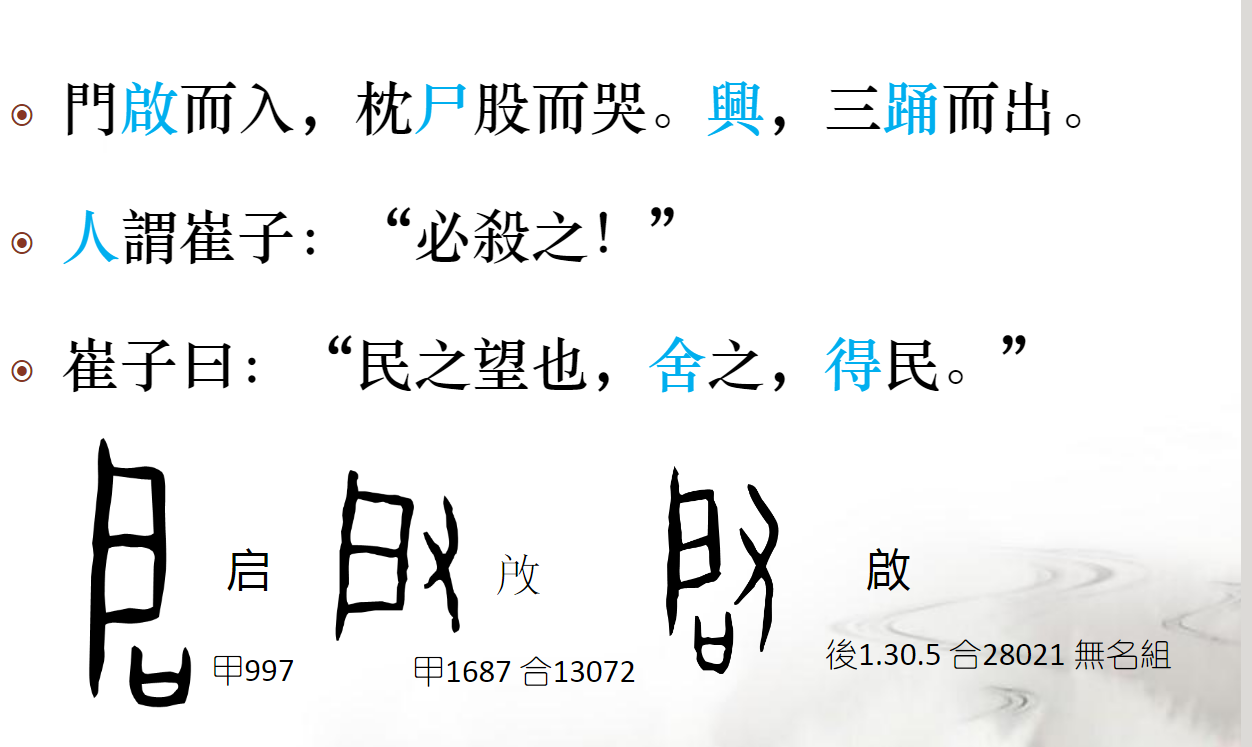 門啟而入，枕尸股而哭。興，三踊而出。
人謂崔子：“必殺之！”
崔子曰：“民之望也，舍之，得民。”
启 㪃 啟
甲997 甲1687 合13072 後1.30.5 合28021 無名組